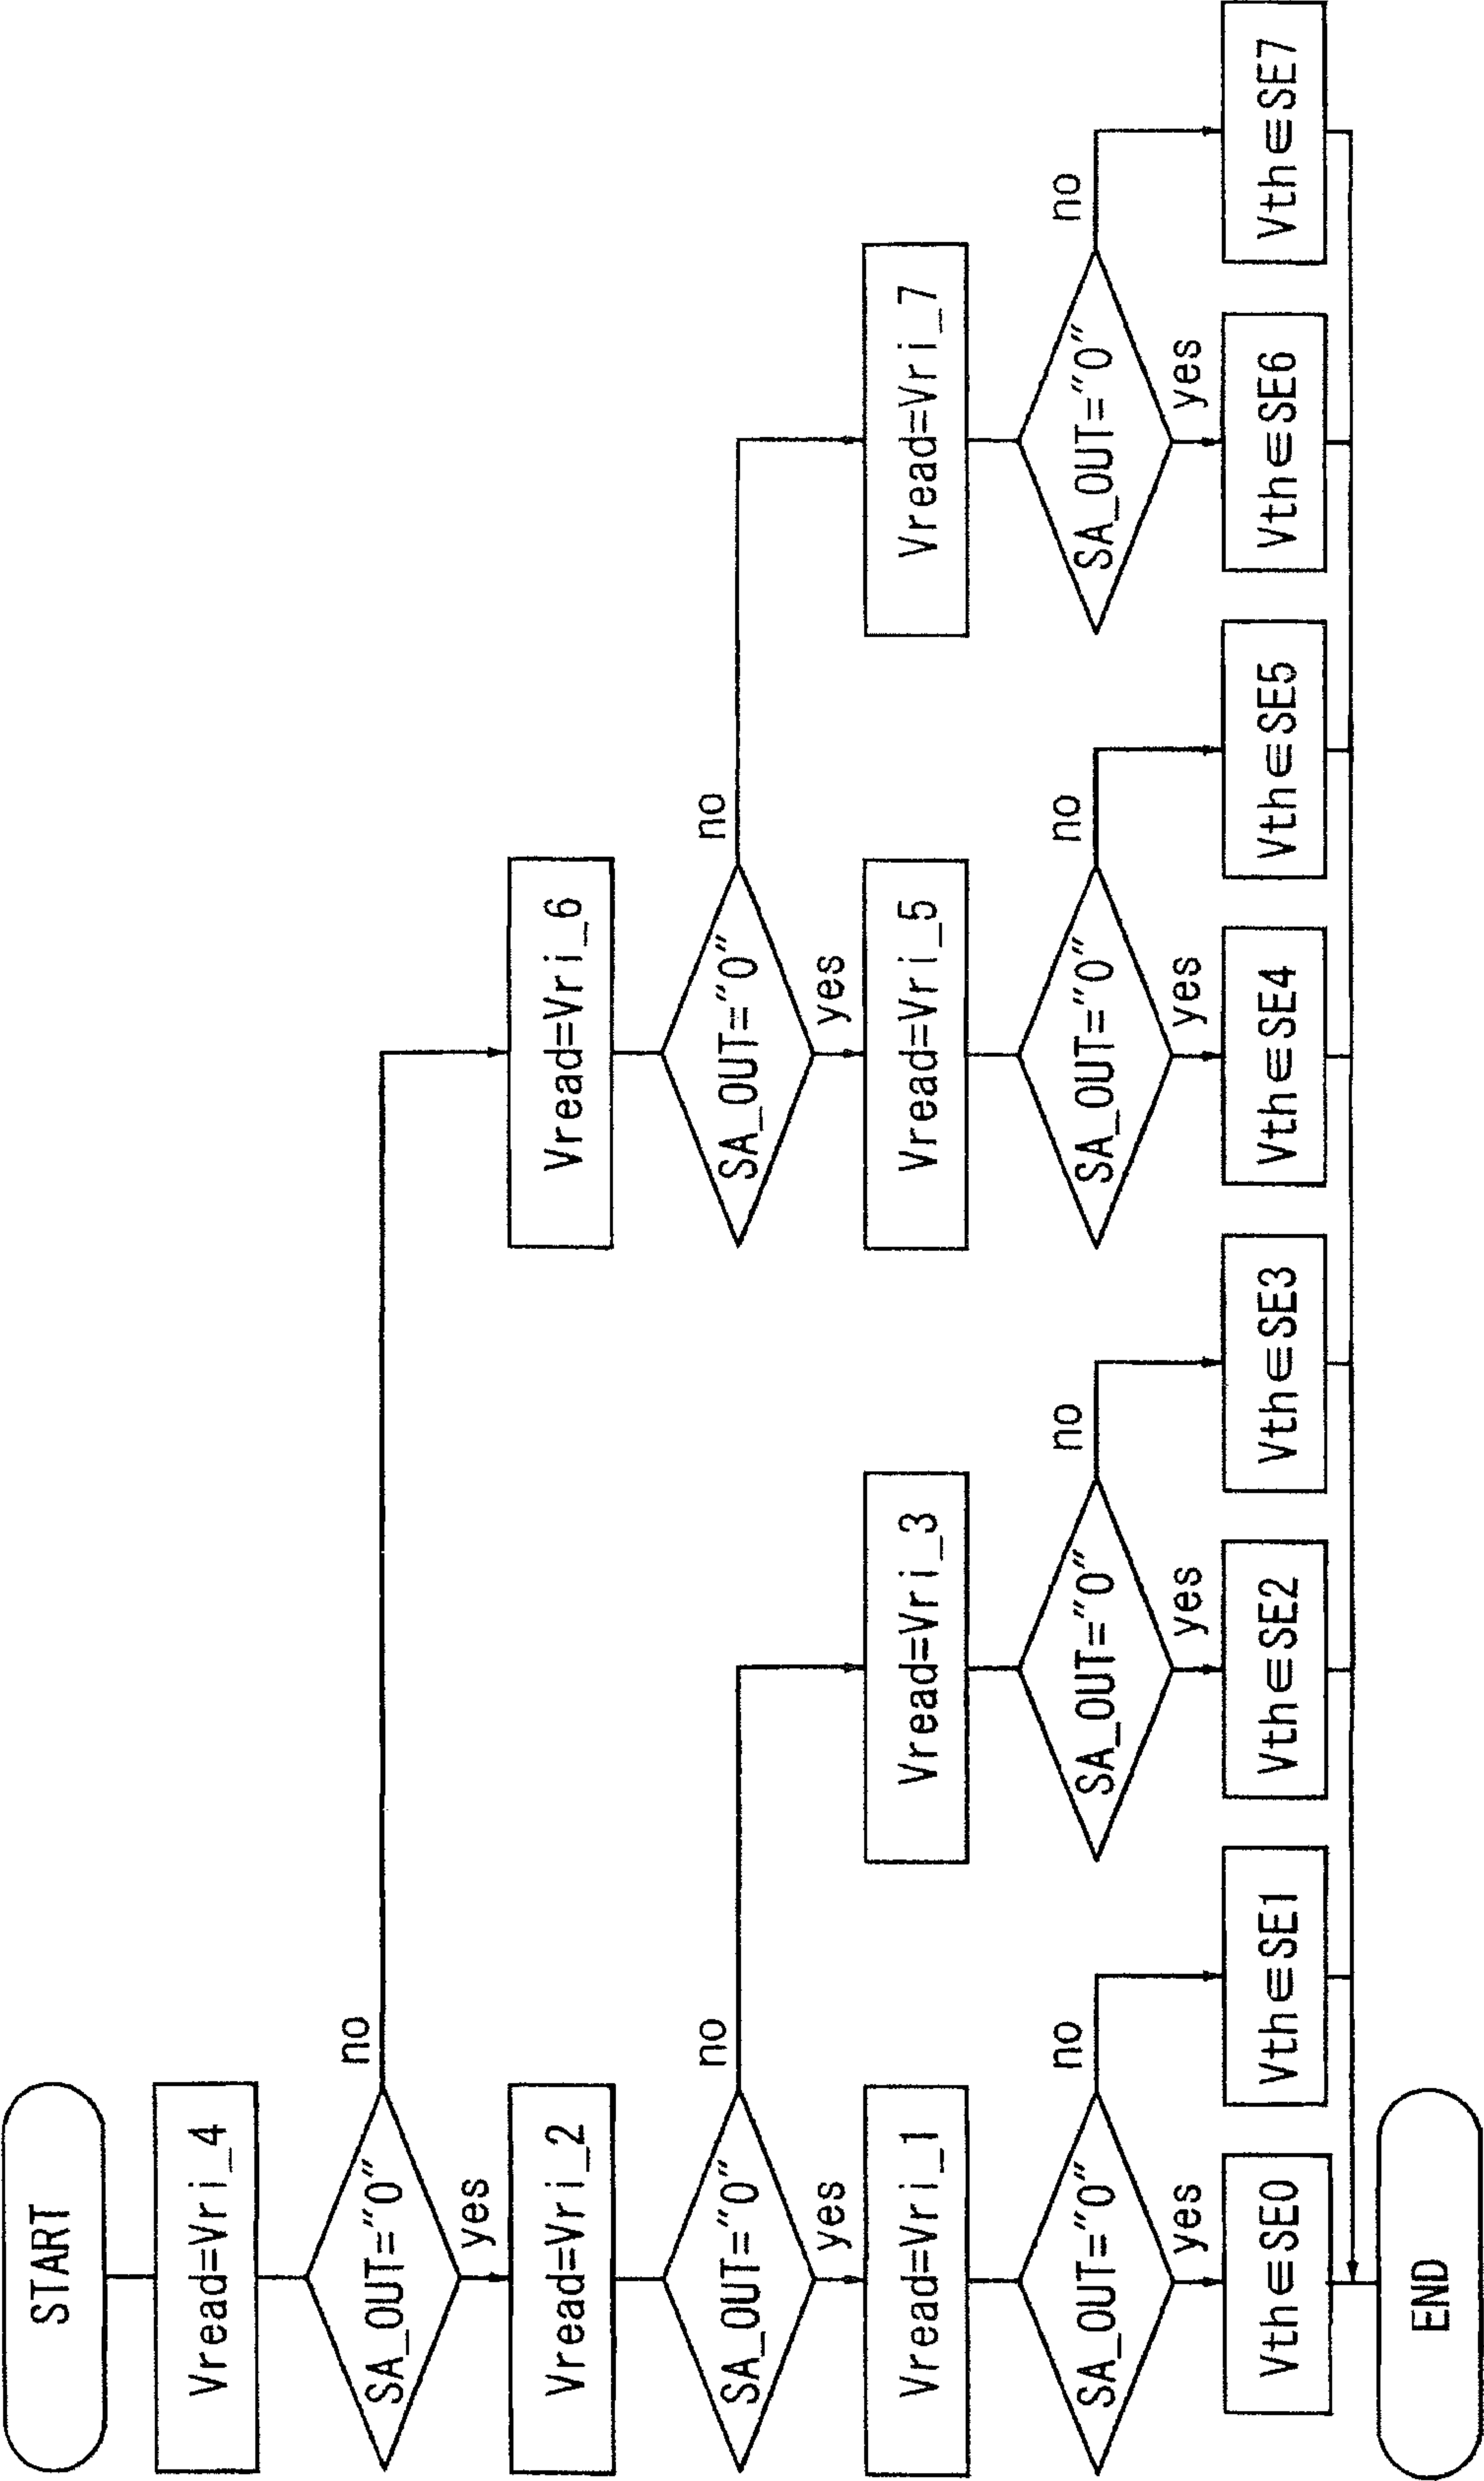 START
Vread=Vri_4
SA_OUT="0"
no
yes
Vread=Vri_2
Vread=Vri_6
SA_OUT="0"
no
SA_OUT="0"
no
yes
yes
Vread=Vri_1
Vread=Vri_3
Vread=Vri_5
Vread=Vri_7
SA_OUT="0"
no
SA_OUT="0"
no
SA_OUT="0"
no
SA_OUT="0"
no
yes
yes
yes
yes
Vth∈SE0
Vth∈SE1
Vth∈SE2
Vth∈SE3
Vth∈SE4
Vth∈SE5
Vth∈SE6
Vth∈SE7
END